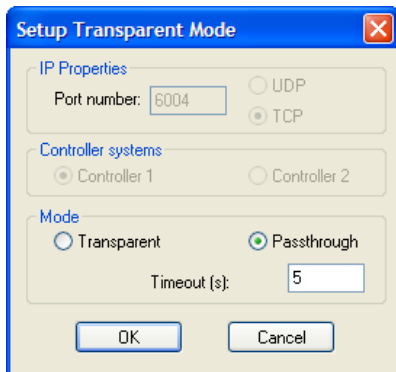 Setup Transparent Mode
IP Properties
Port number: 6004
UDP
TCP
Controller systems
Controller 1 Controller 2
Mode
Transparent Passthrough
Timeout (s): 5
OK Cancel